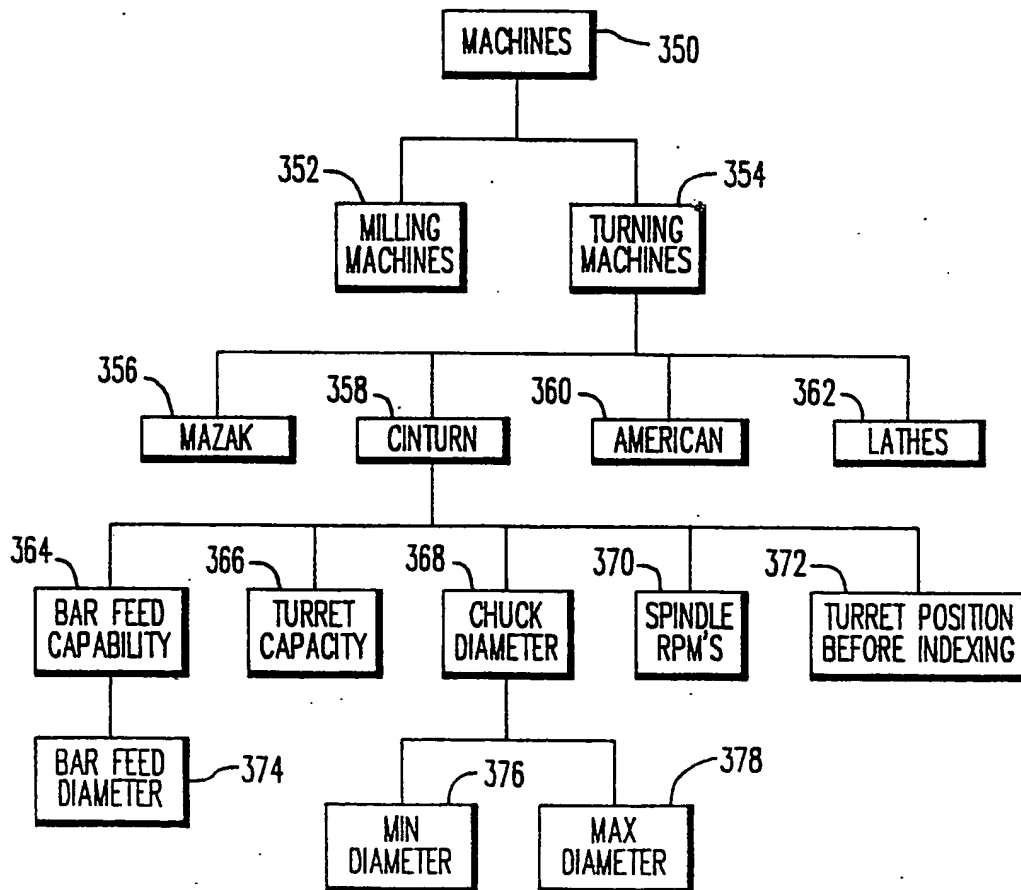 MACHINES
350
352
354
MILLING
MACHINES
TURNING
MACHINES
356
358
360
362
MAZAK
CINTURN
AMERICAN
LATHES
364
366
368
370
372
BAR FEED
CAPABILITY
TURRET
CAPACITY
CHUCK
DIAMETER
SPINDLE
RPM'S
TURRET POSITION
BEFORE INDEXING
BAR FEED
DIAMETER
374
376
378
MIN
DIAMETER
MAX
DIAMETER